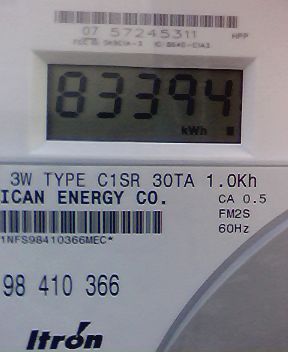 07 57245311 HPP
83394
kWh
3W TYPE C1SR 30TA 1.0Kh
ICAN ENERGY CO. CA 0.5
FM2S
60Hz
1NFS98410366MEC*
98 410 366
Itron